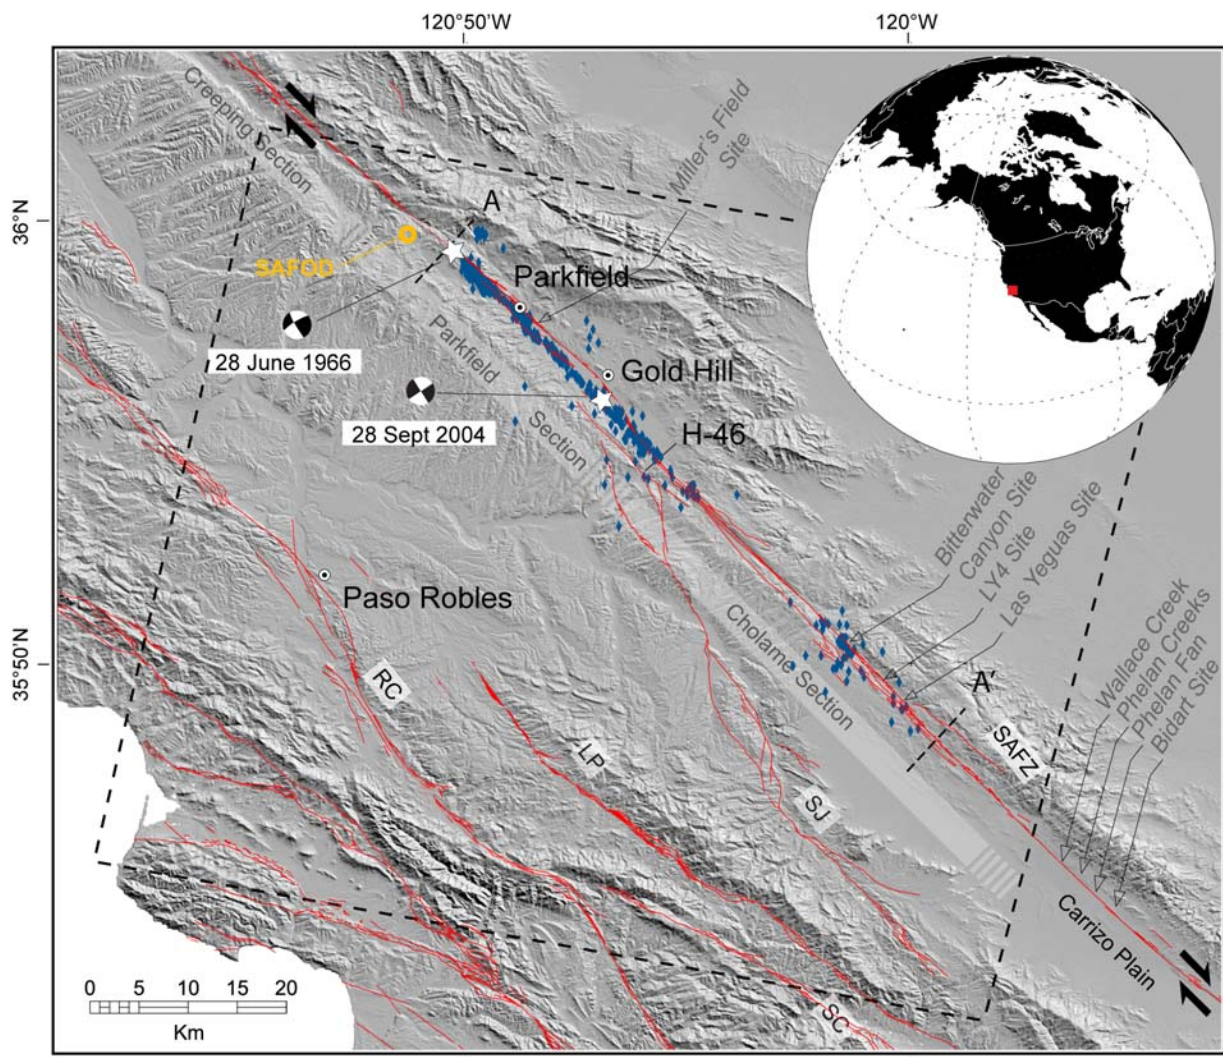 120°50'W
120°W
36°N
35°50'N
Creeping Section
Miller's Field
Site
A
SAFOD
Parkfield
28 June 1966
Parkfield
Section
Gold Hill
28 Sept 2004
H-46
Bitterwater
Canyon Site
LY4 Site
Las Yeguas Site
Paso Robles
Cholame Section
A'
Wallace Creek
Phelan Creeks
Phelan Fan
Bidart Site
RC
LP
SJ
SAFZ
Carrizo Plain
SC
0 5 10 15 20
Km